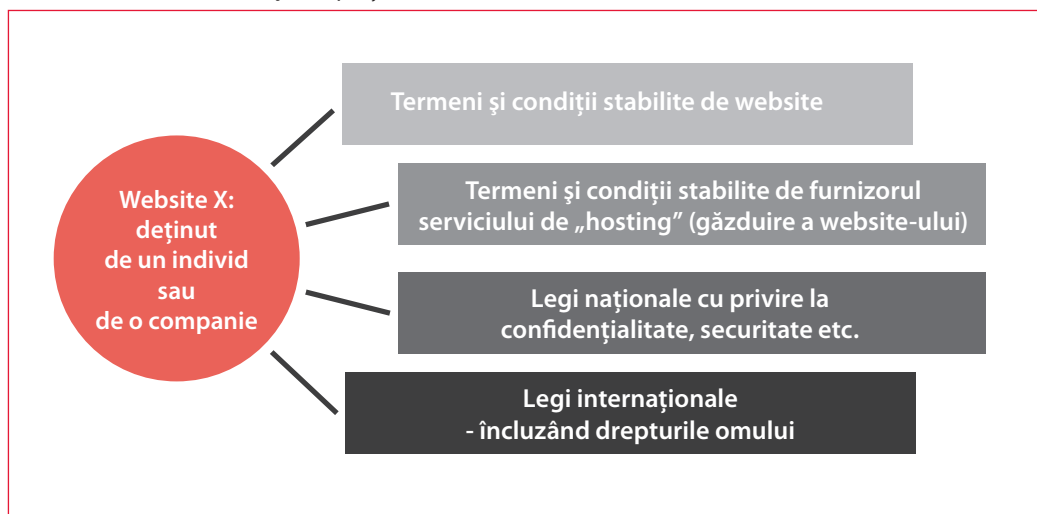 Website X:
deținut
de un individ
sau
de o companie
Termeni şi condiții stabilite de website
Termeni şi condiții stabilite de furnizorul
serviciului de „hosting” (găzduire a website-ului)
Legi naționale cu privire la
confidențialitate, securitate etc.
Legi internaționale
- încluzând drepturile omului